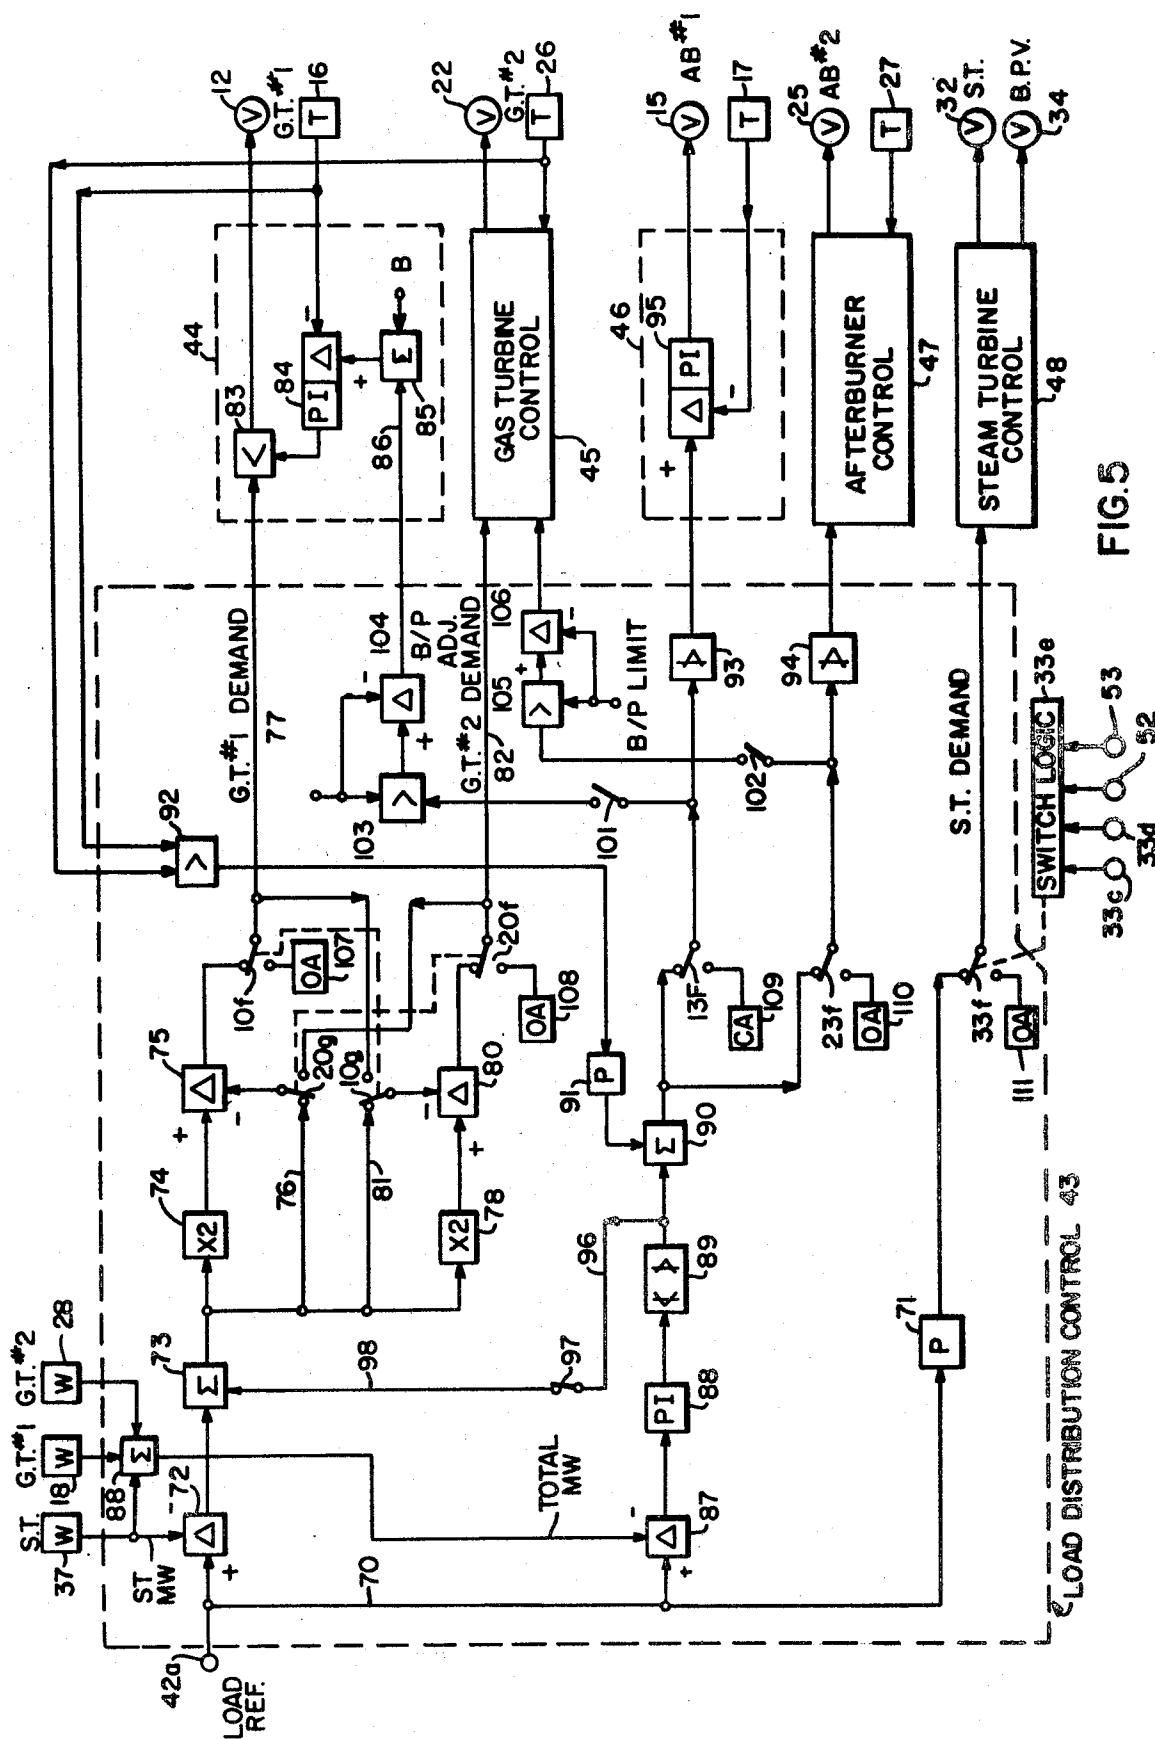 S.T.
G.T.#1
G.T.#2
37
W
18
W
W
28
88
Σ
ST
MW
42a
LOAD
REF.
+
-
Δ
72
Σ
73
X2
74
+
-
Δ
75
10f
OA
107
>
92
G.T.#1 DEMAND
77
44
<
83
PI
Δ
84
-
+
Σ
85
B
86
V
12
G.T.#1
T
16
76
20g
81
10g
X2
78
+
-
Δ
80
20f
OA
108
103
>
+
-
Δ
104
B/P
ADJ.
G.T.#2 DEMAND
82
105
>
+
-
Δ
106
B/P LIMIT
GAS TURBINE
CONTROL
45
V
22
G.T.#2
T
26
70
TOTAL
MW
98
97
96
+
-
Δ
87
PI
88
< >
89
Σ
90
91
P
13F
CA
109
101
102
>
93
46
+
-
Δ
PI
95
V
15
AB#1
T
17
23f
OA
110
>
94
AFTERBURNER
CONTROL
47
V
25
AB#2
T
27
P
71
33f
OA
111
S.T. DEMAND
STEAM TURBINE
CONTROL
48
V
32
S.T.
V
34
B.P.V.
LOAD DISTRIBUTION CONTROL 43
SWITCH LOGIC
33e
33c
33d
52
53
FIG.5